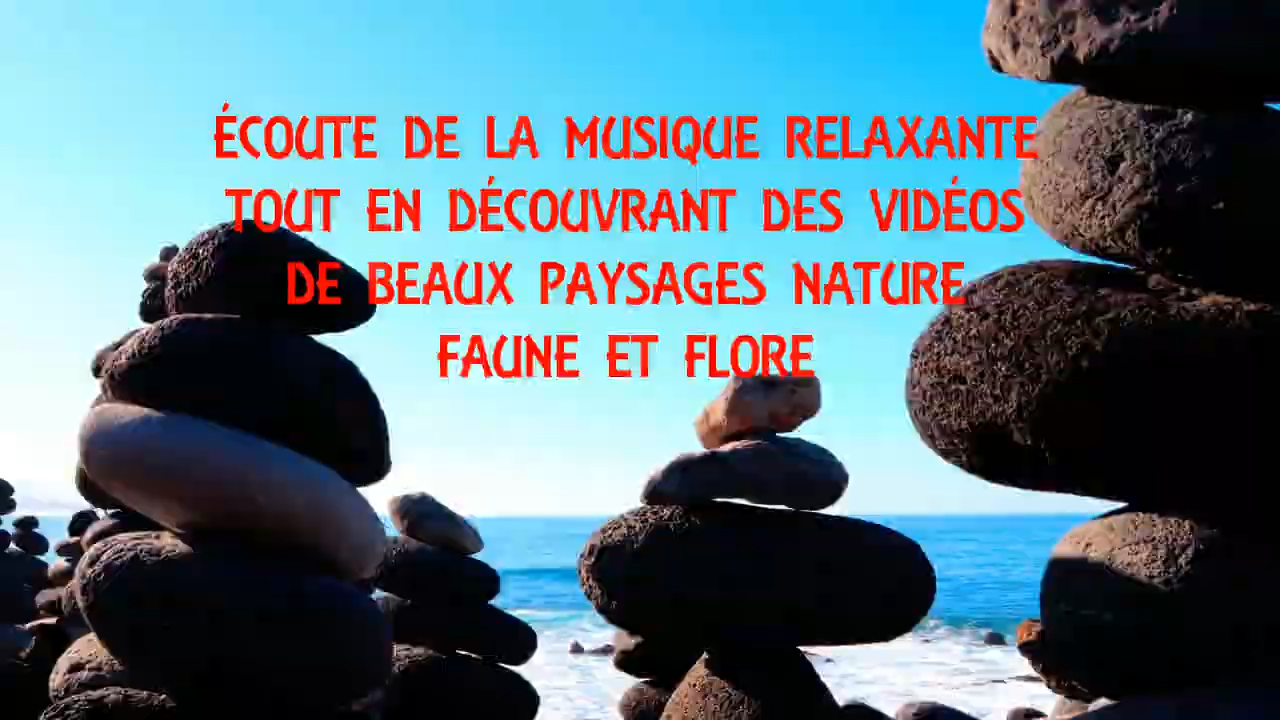 ÉCOUTE DE LA MUSIQUE RELAXANTE
TOUT EN DÉCOUVRANT DES VIDÉOS
DE BEAUX PAYSAGES NATURE
FAUNE ET FLORE